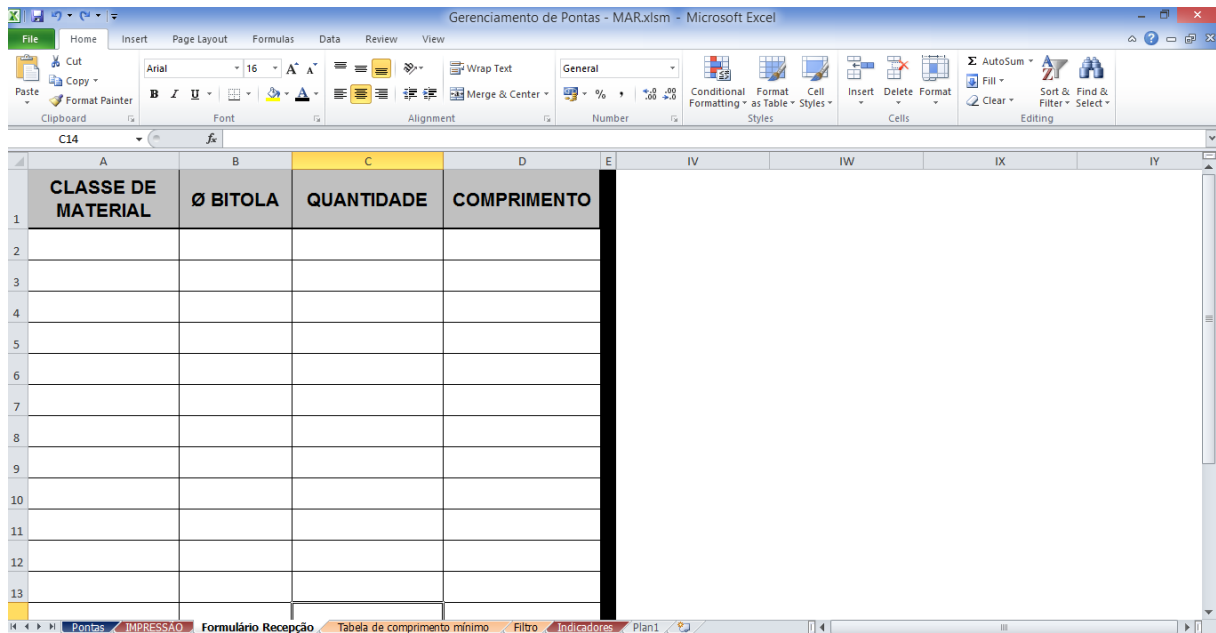 Gerenciamento de Pontas - MAR.xlsm - Microsoft Excel
File Home Insert Page Layout Formulas Data Review View
Paste
Cut
Copy
Format Painter
Clipboard
Arial 16 A A
B I U A
Font
Wrap Text
Merge & Center
Alignment
General
% , .00 .00
Number
Conditional Formatting
Format as Table
Cell Styles
Styles
Insert Delete Format
Cells
Σ AutoSum
Fill
Clear
Sort & Filter
Find & Select
Editing
C14 fx
A B C D E IV IW IX IY
1 CLASSE DE MATERIAL Ø BITOLA QUANTIDADE COMPRIMENTO
2
3
4
5
6
7
8
9
10
11
12
13
Pontas IMPRESSÃO Formulário Recepção Tabela de comprimento mínimo Filtro Indicadores Plan1